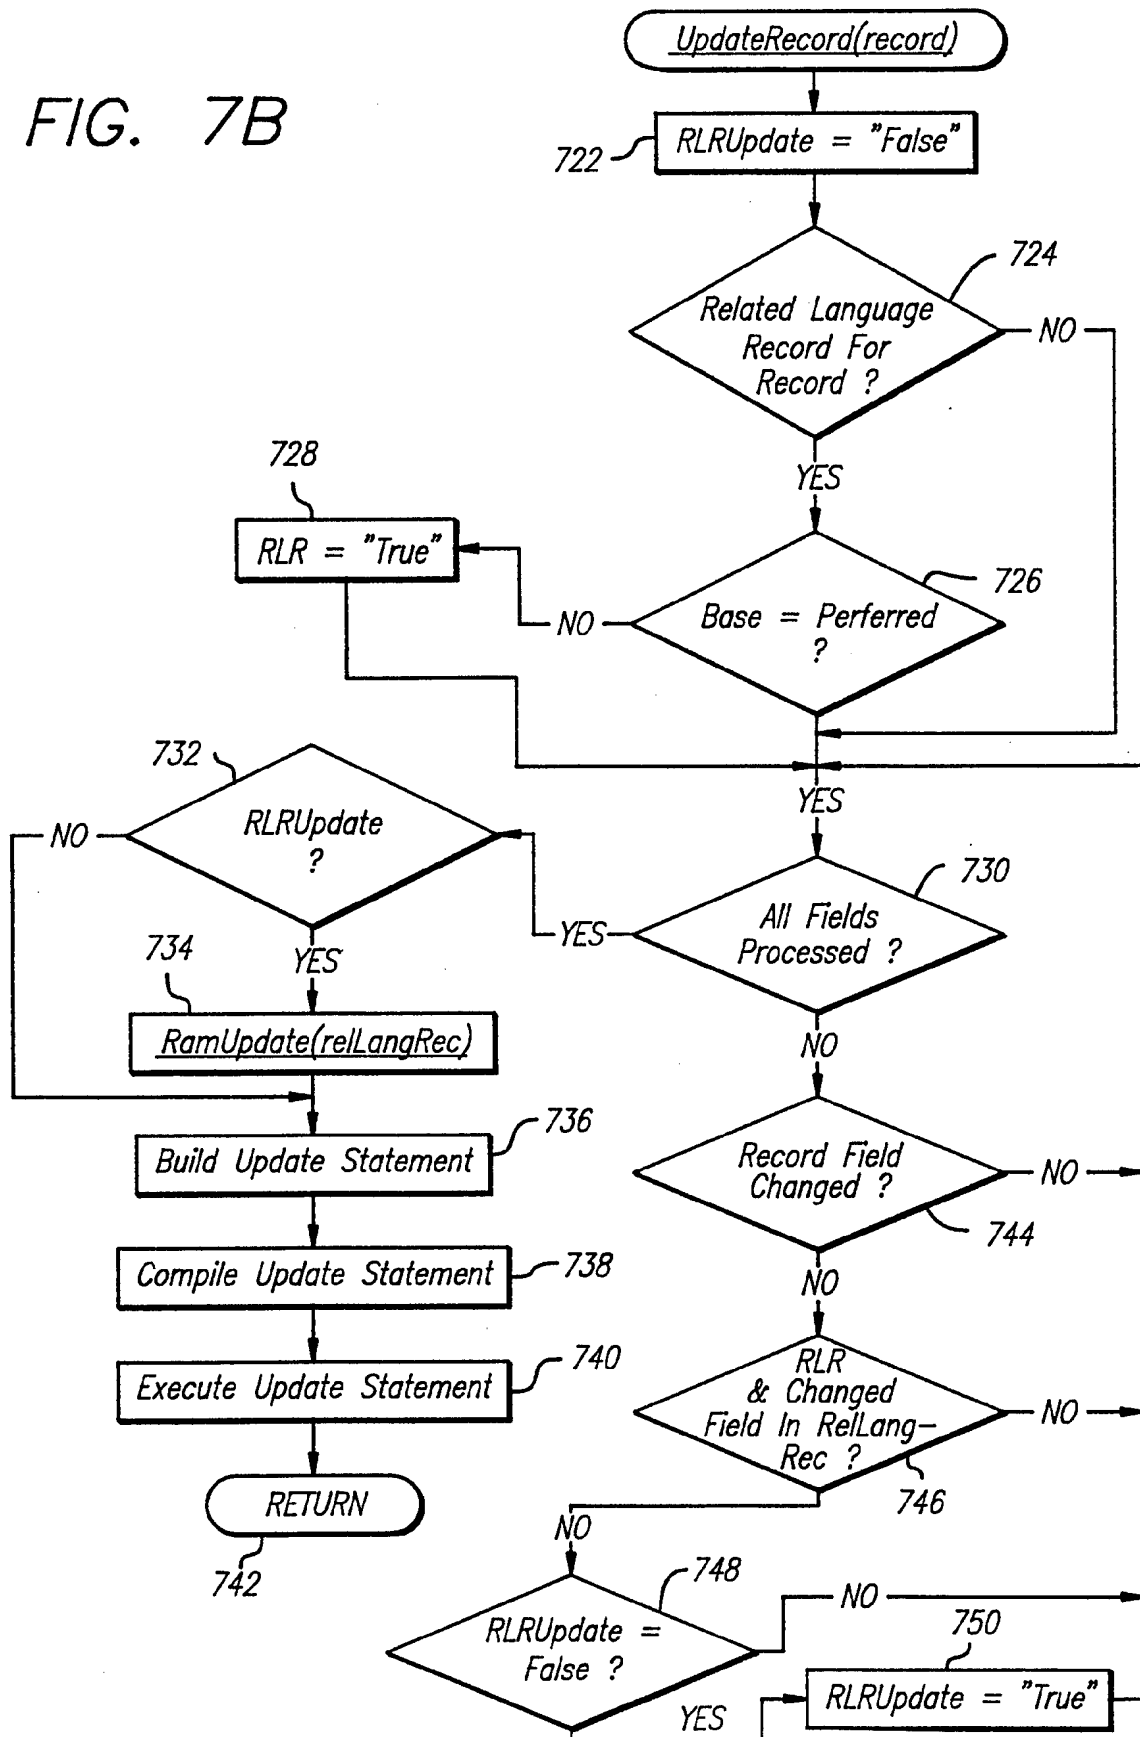 UpdateRecord(record)
FIG. 7B
722
RLRUpdate = "False"
724
Related Language
Record For
Record ?
NO
YES
728
RLR = "True"
726
Base = Perferred
?
NO
732
RLRUpdate
?
NO
YES
YES
730
All Fields
Processed ?
YES
NO
734
RamUpdate(relLangRec)
736
Build Update Statement
Record Field
Changed ?
NO
744
NO
Compile Update Statement
738
Execute Update Statement
740
RLR
& Changed
Field In RelLang-
Rec ?
NO
746
RETURN
742
NO
748
RLRUpdate =
False ?
NO
YES
750
RLRUpdate = "True"